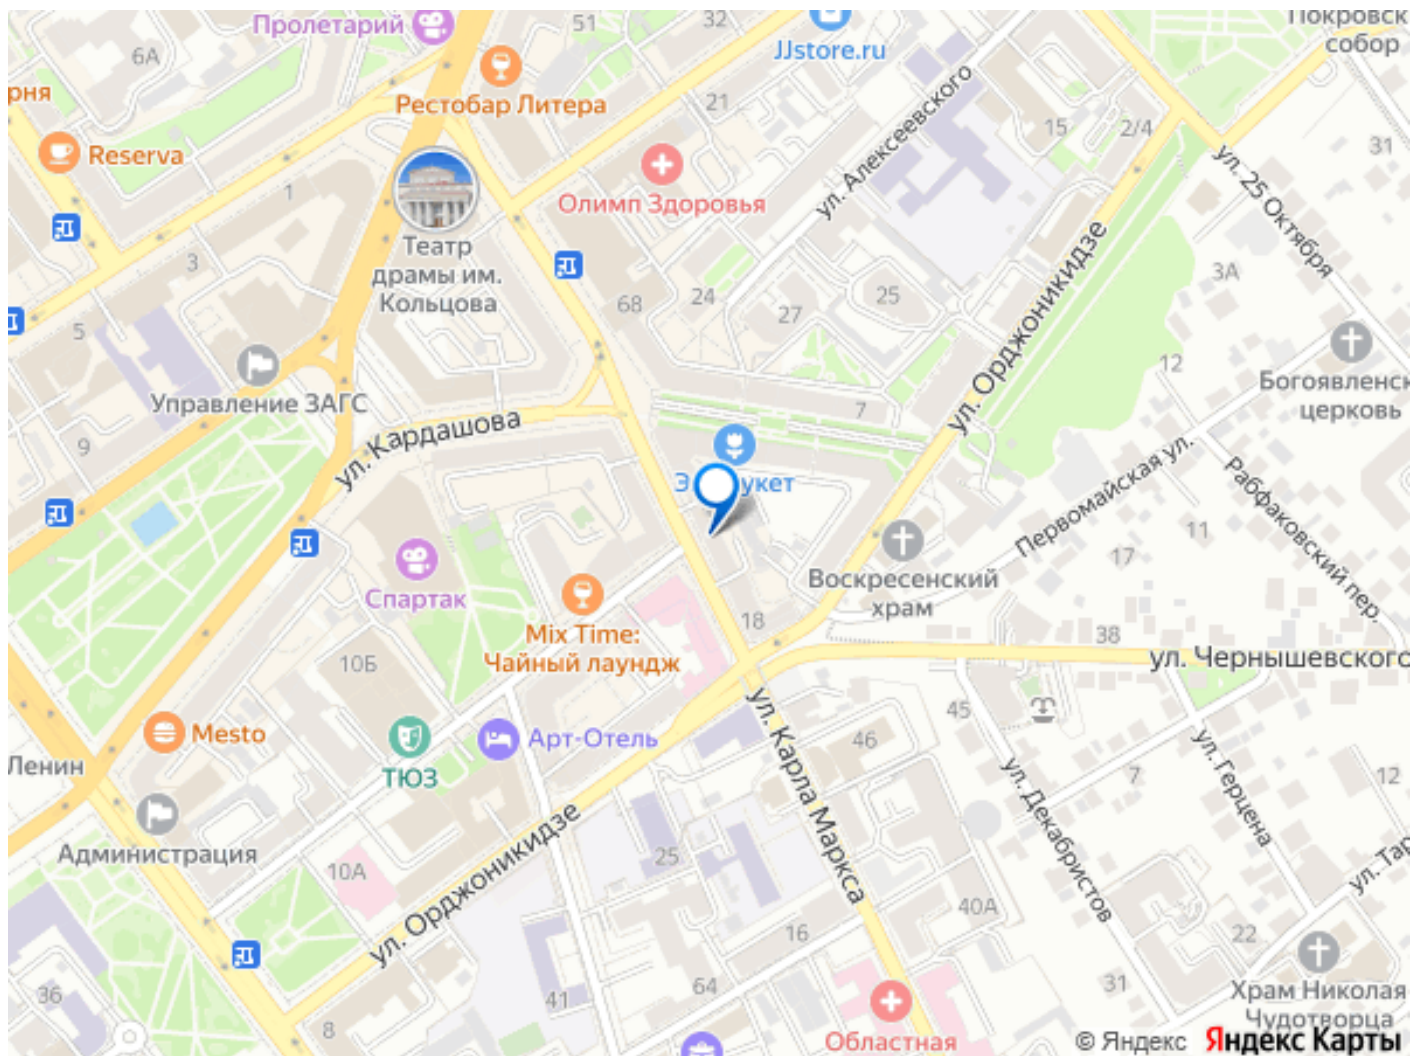 Пролетарий
51
32
JJstore.ru
собор
6А
Рестобар Литера
21
15
2/4
31
Reserva
ул. Алексеевского
ул. 25 Октября
1
Олимп Здоровья
Театр
драмы им.
Кольцова
3
68
24
27
25
ул. Орджоникидзе
3А
5
12
Управление ЗАГС
7
Богоявленск
церковь
9
ул. Кардашова
Первомайская ул.
Рабфаковский пер.
11
17
Спартак
Воскресенский
храм
Mix Time:
Чайный лаундж
18
38
10Б
ул. Чернышевского
ул. Карла Маркса
45
Mesto
Арт-Отель
46
Ленин
ТЮЗ
ул. Декабристов
7
ул. Герцена
12
Администрация
10А
25
ул. Орджоникидзе
40А
16
22
ул. Тар
36
41
64
31
Храм Николая
Чудотворца
8
Областная
© Яндекс
Яндекс Карты